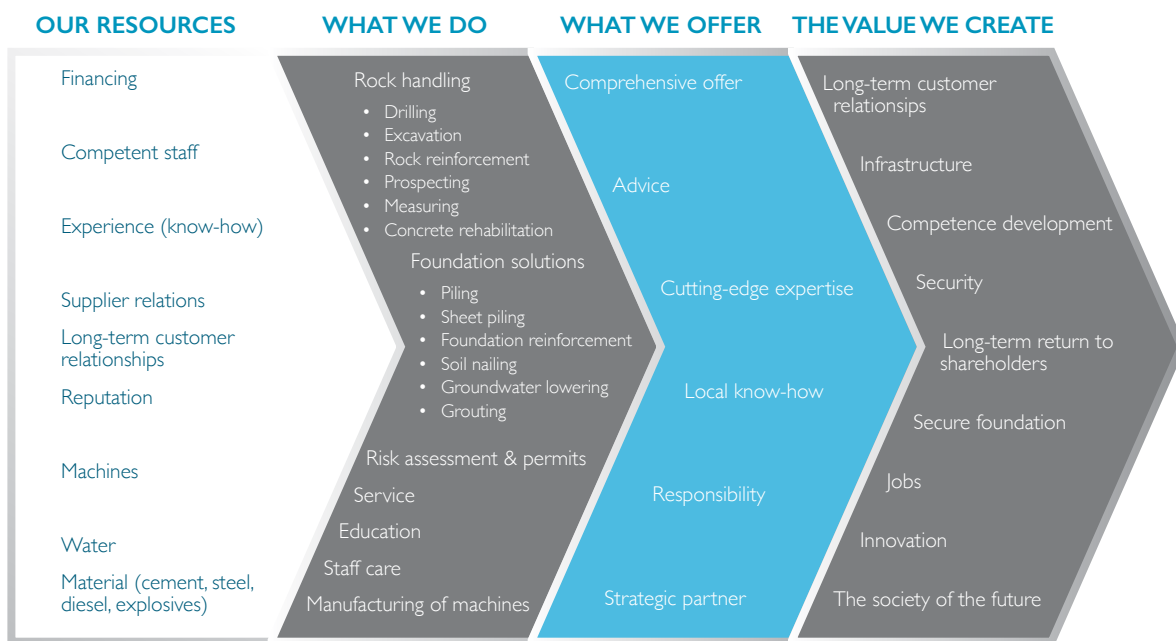 OUR RESOURCES
Financing
Competent staff
Experience (know-how)
Supplier relations
Long-term customer
relationships
Reputation
Machines
Water
Material (cement, steel,
diesel, explosives)
WHAT WE DO
Rock handling
• Drilling
• Excavation
• Rock reinforcement
• Prospecting
• Measuring
• Concrete rehabilitation
Foundation solutions
• Piling
• Sheet piling
• Foundation reinforcement
• Soil nailing
• Groundwater lowering
• Grouting
Risk assessment & permits
Service
Education
Staff care
Manufacturing of machines
WHAT WE OFFER
Comprehensive offer
Advice
Cutting-edge expertise
Local know-how
Responsibility
Strategic partner
THE VALUE WE CREATE
Long-term customer
relationsips
Infrastructure
Competence development
Security
Long-term return to
shareholders
Secure foundation
Jobs
Innovation
The society of the future